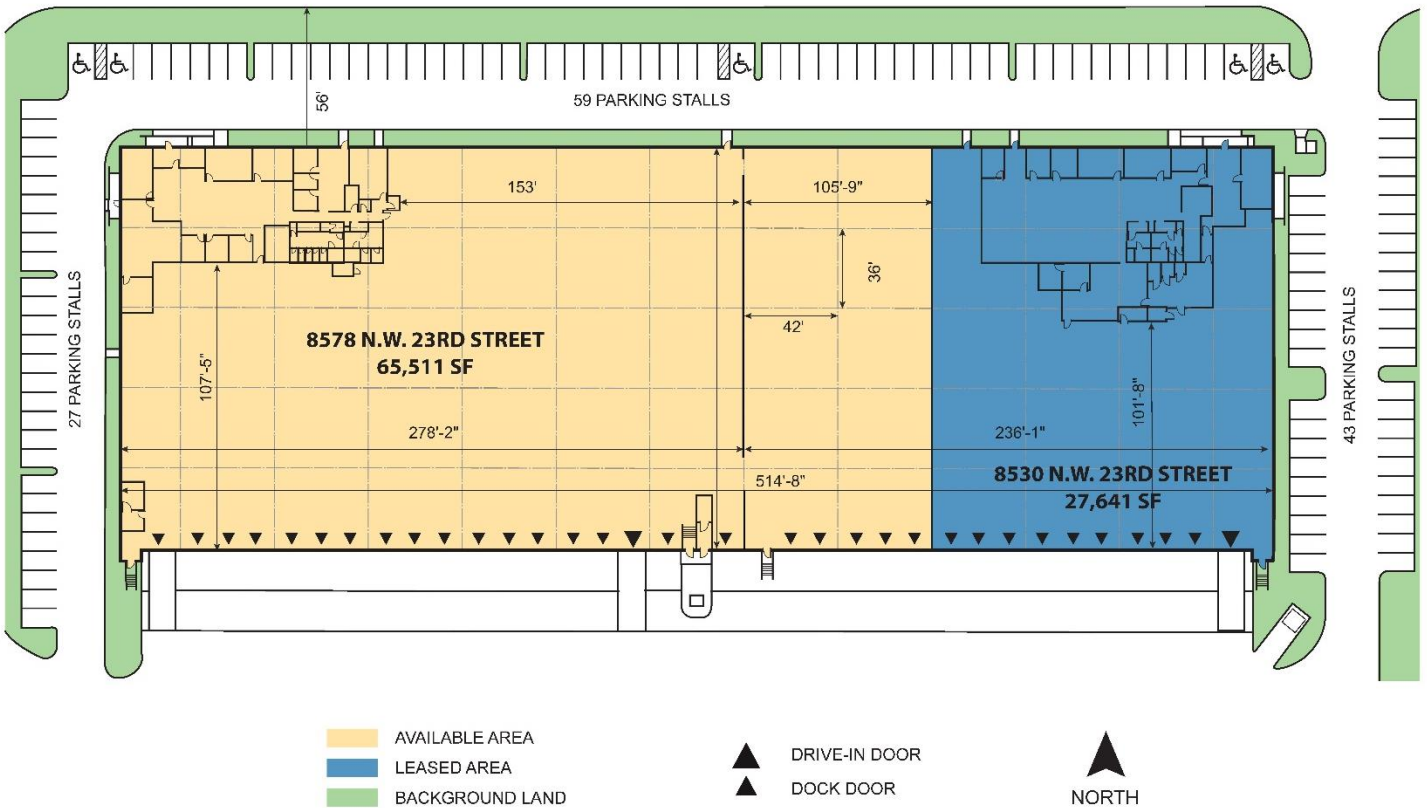 56'
59 PARKING STALLS
153'
105'-9"
36'
42'
27 PARKING STALLS
107'-5"
8578 N.W. 23RD STREET
65,511 SF
43 PARKING STALLS
101'-8"
278'-2"
236'-1"
8530 N.W. 23RD STREET
27,641 SF
514'-8"
AVAILABLE AREA
LEASED AREA
BACKGROUND LAND
DRIVE-IN DOOR
DOCK DOOR
NORTH